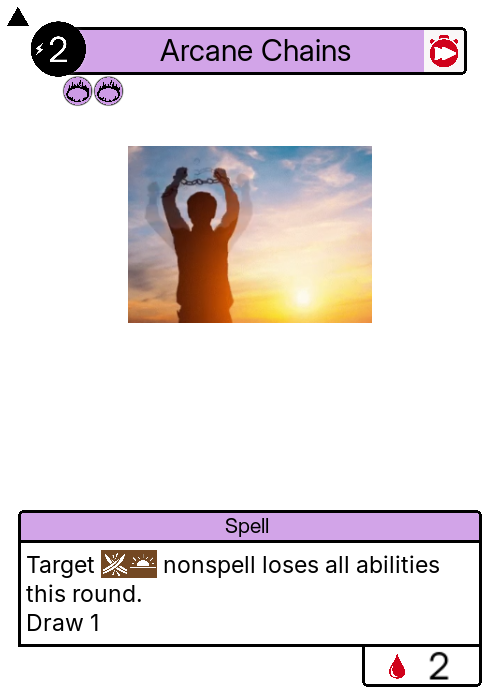 2
Arcane Chains
Spell
Target nonspell loses all abilities
this round.
Draw 1
2